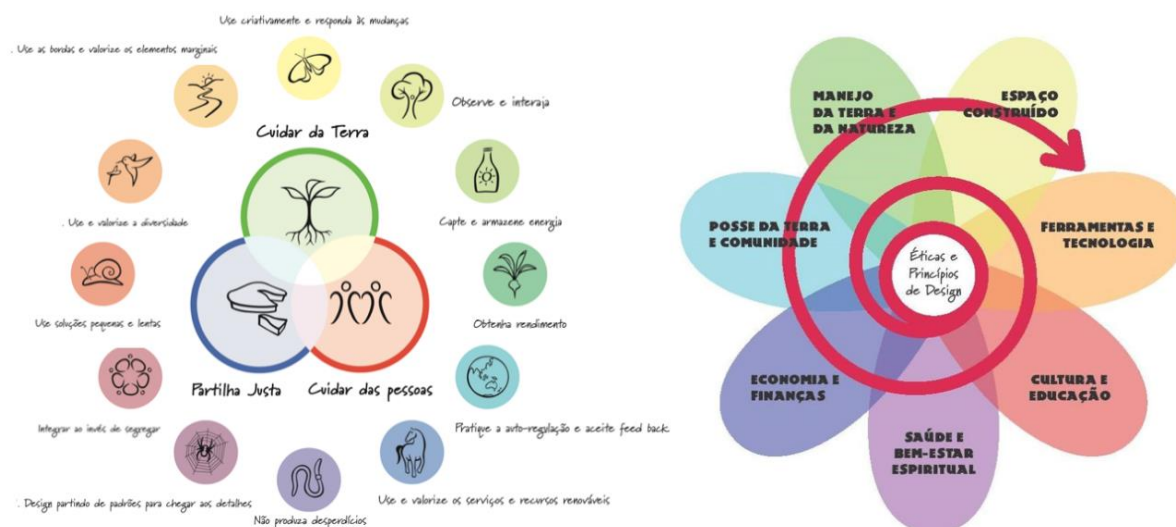 Use criativamente e responda às mudanças
. Use as bordas e valorize os elementos marginais
Observe e interaja
Cuidar da Terra
Capte e armazene energia
. Use e valorize a diversidade
Obtenha rendimento
Use soluções pequenas e lentas
Partilha Justa
Cuidar das pessoas
Integrar ao invés de segregar
Pratique a auto-regulação e aceite feed back
. Design partindo de padrões para chegar aos detalhes
Use e valorize os serviços e recursos renováveis
Não produza desperdícios
MANEJO
DA TERRA E
DA NATUREZA
ESPAÇO
CONSTRUÍDO
POSSE DA TERRA
E COMUNIDADE
FERRAMENTAS E
TECNOLOGIA
Éticas e
Princípios
de Design
ECONOMIA E
FINANÇAS
CULTURA E
EDUCAÇÃO
SAÚDE E
BEM-ESTAR
ESPIRITUAL